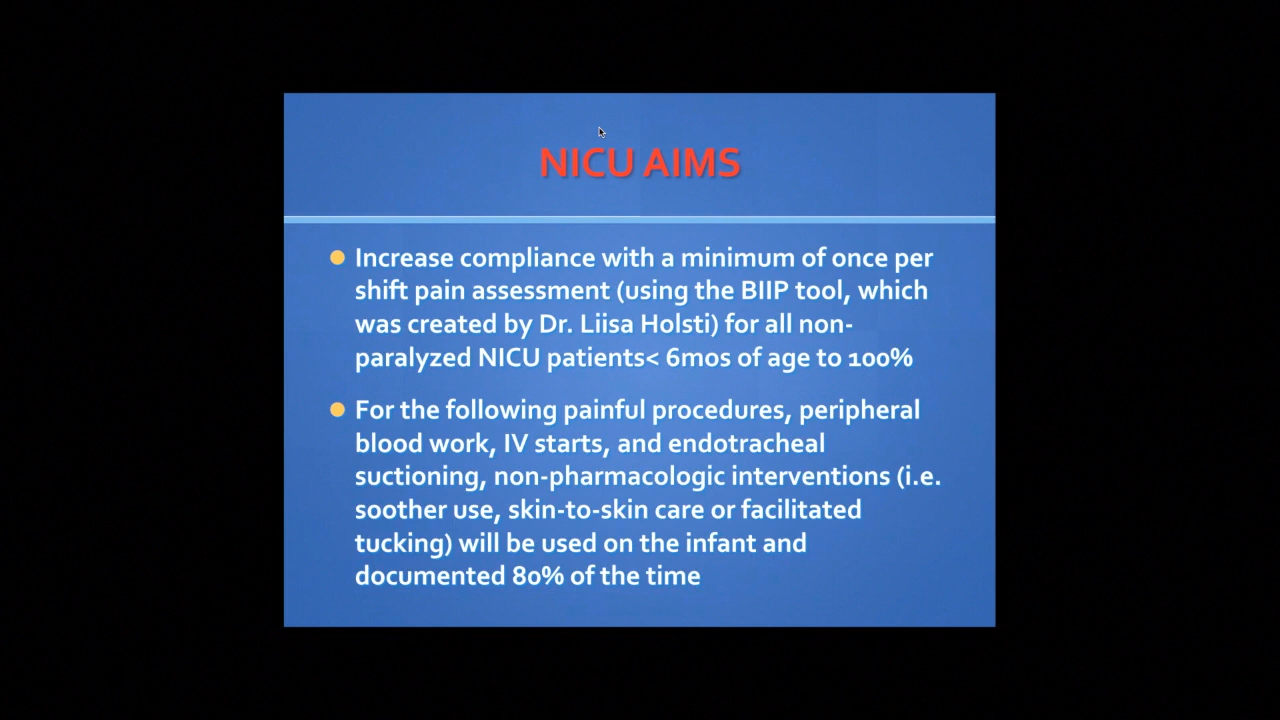 NICU AIMS
Increase compliance with a minimum of once per
shift pain assessment (using the BIIP tool, which
was created by Dr. Liisa Holsti) for all non-
paralyzed NICU patients< 6mos of age to 100%
For the following painful procedures, peripheral
blood work, IV starts, and endotracheal
suctioning, non-pharmacologic interventions (i.e.
soother use, skin-to-skin care or facilitated
tucking) will be used on the infant and
documented 80% of the time